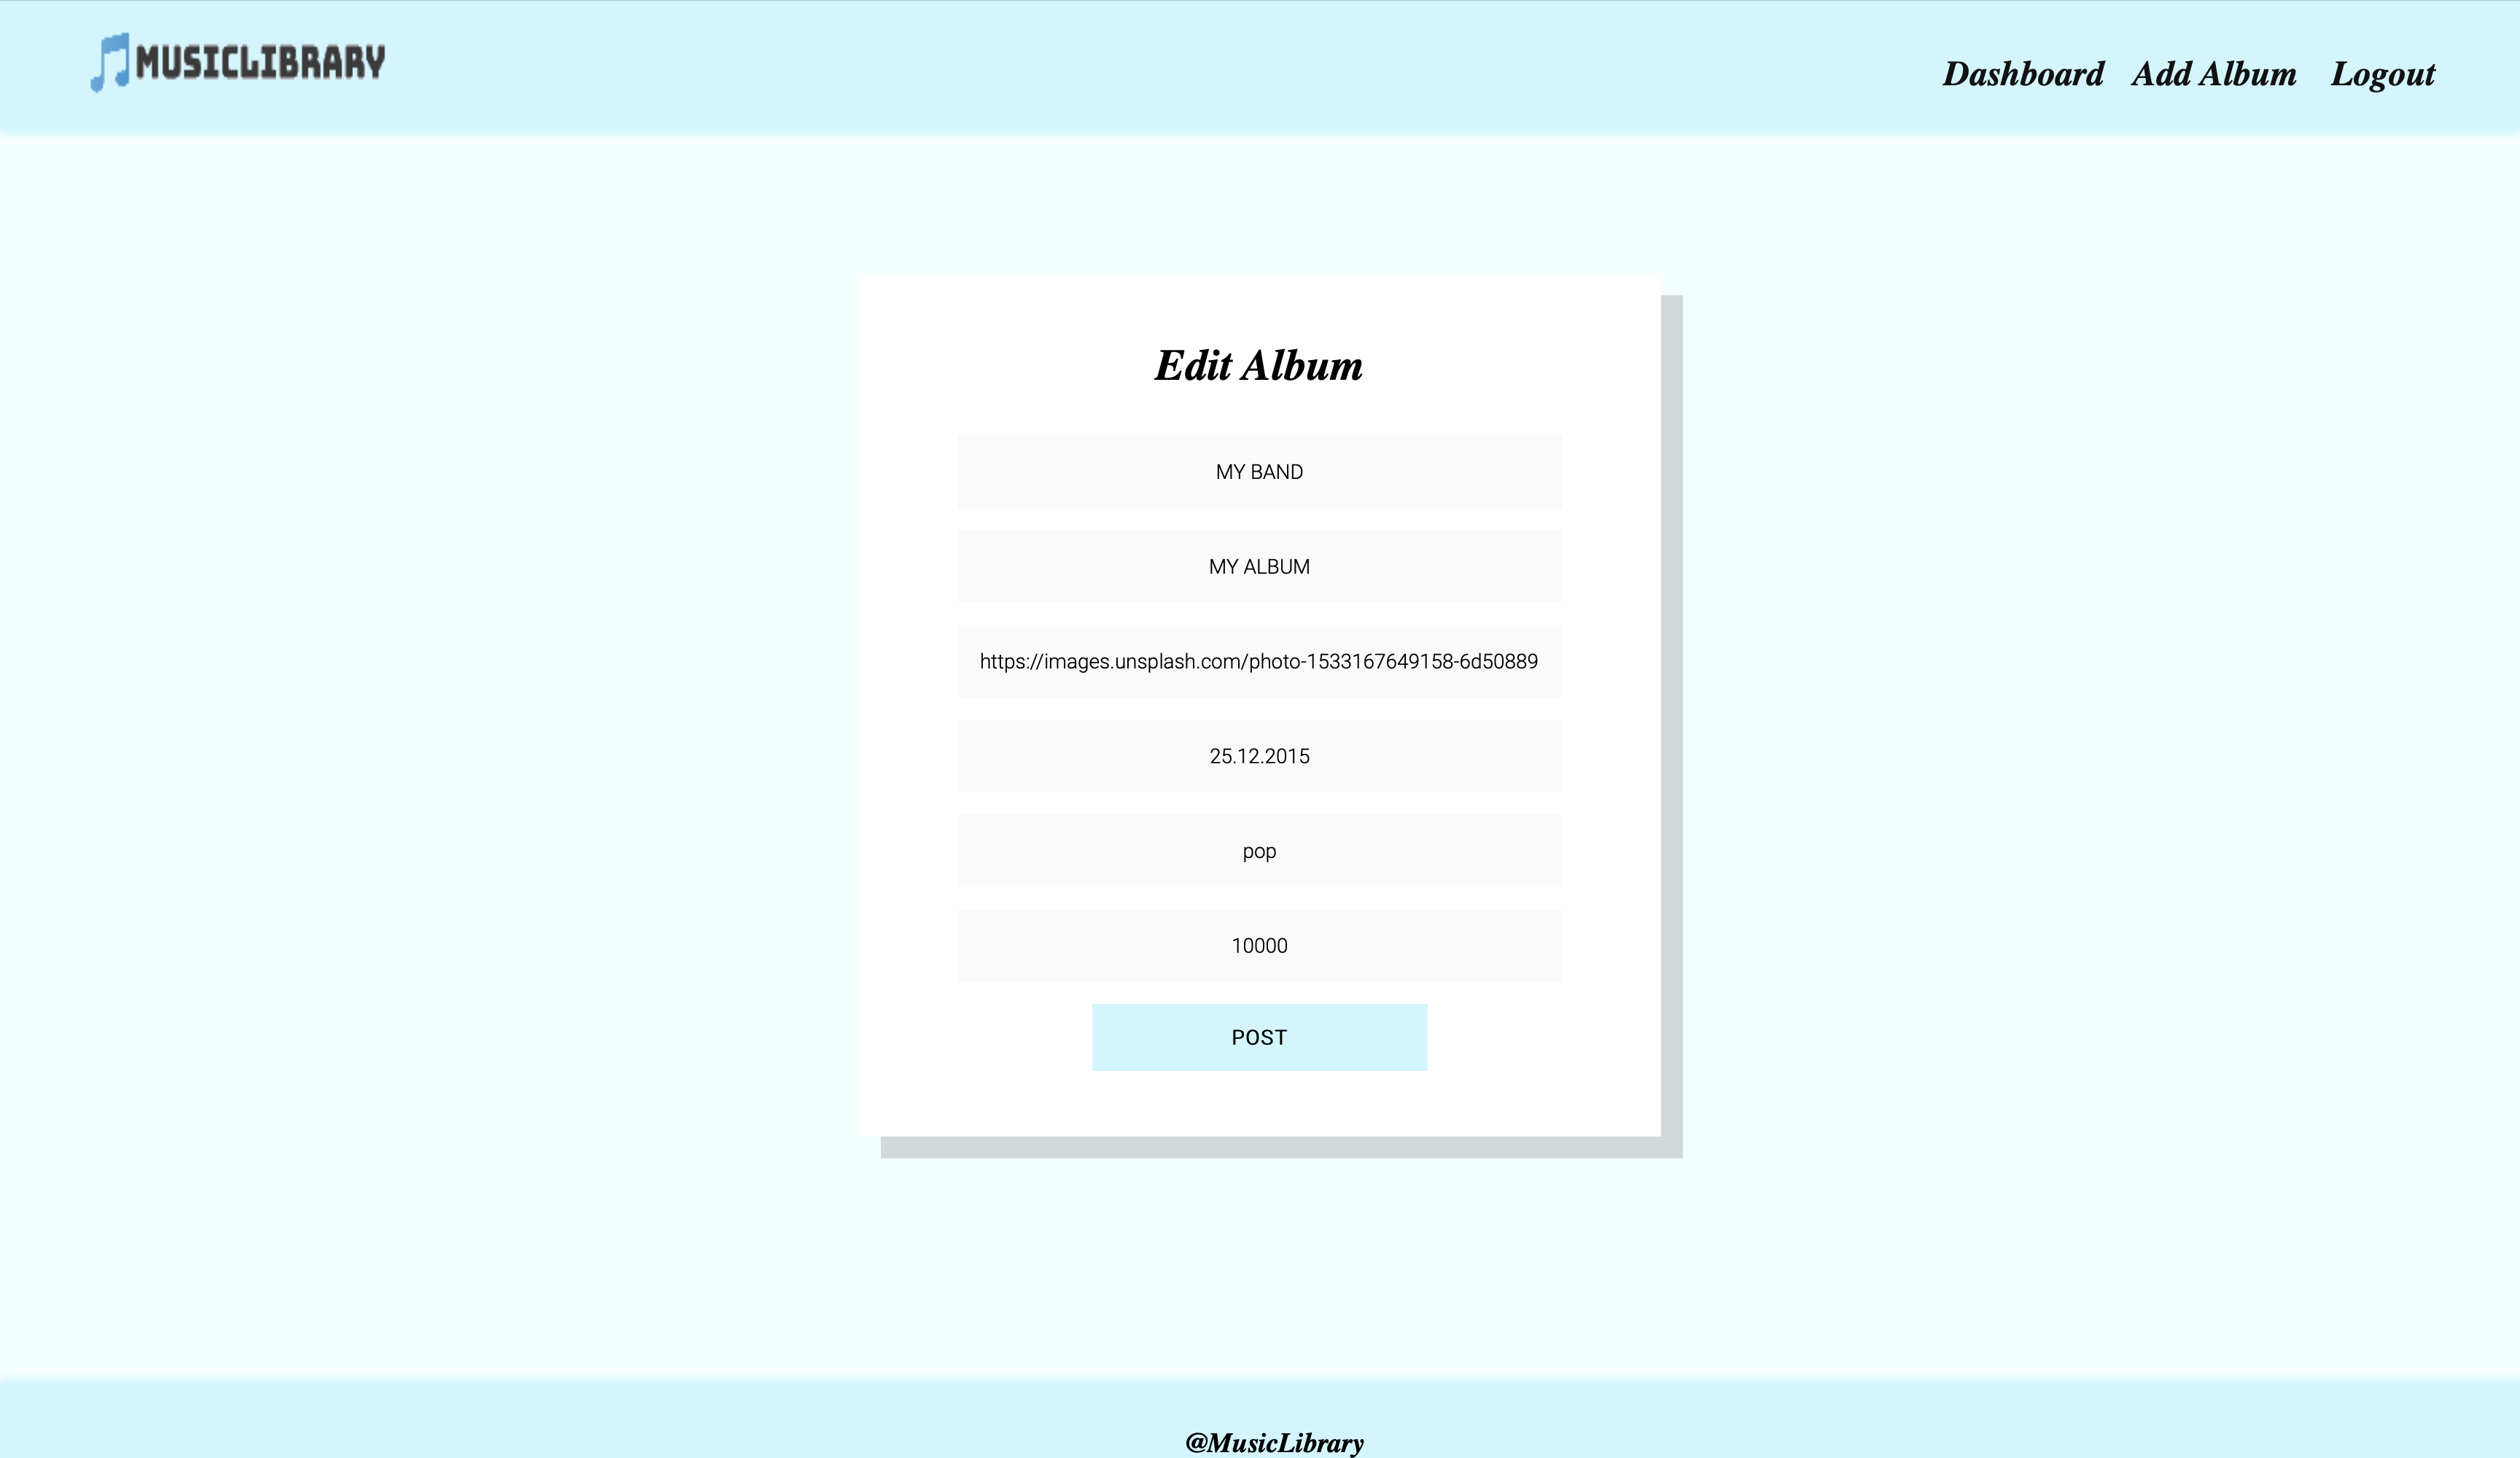 MUSICLIBRARY
Dashboard Add Album Logout
Edit Album
MY BAND
MY ALBUM
https://images.unsplash.com/photo-1533167649158-6d50889
25.12.2015
pop
10000
POST
@MusicLibrary